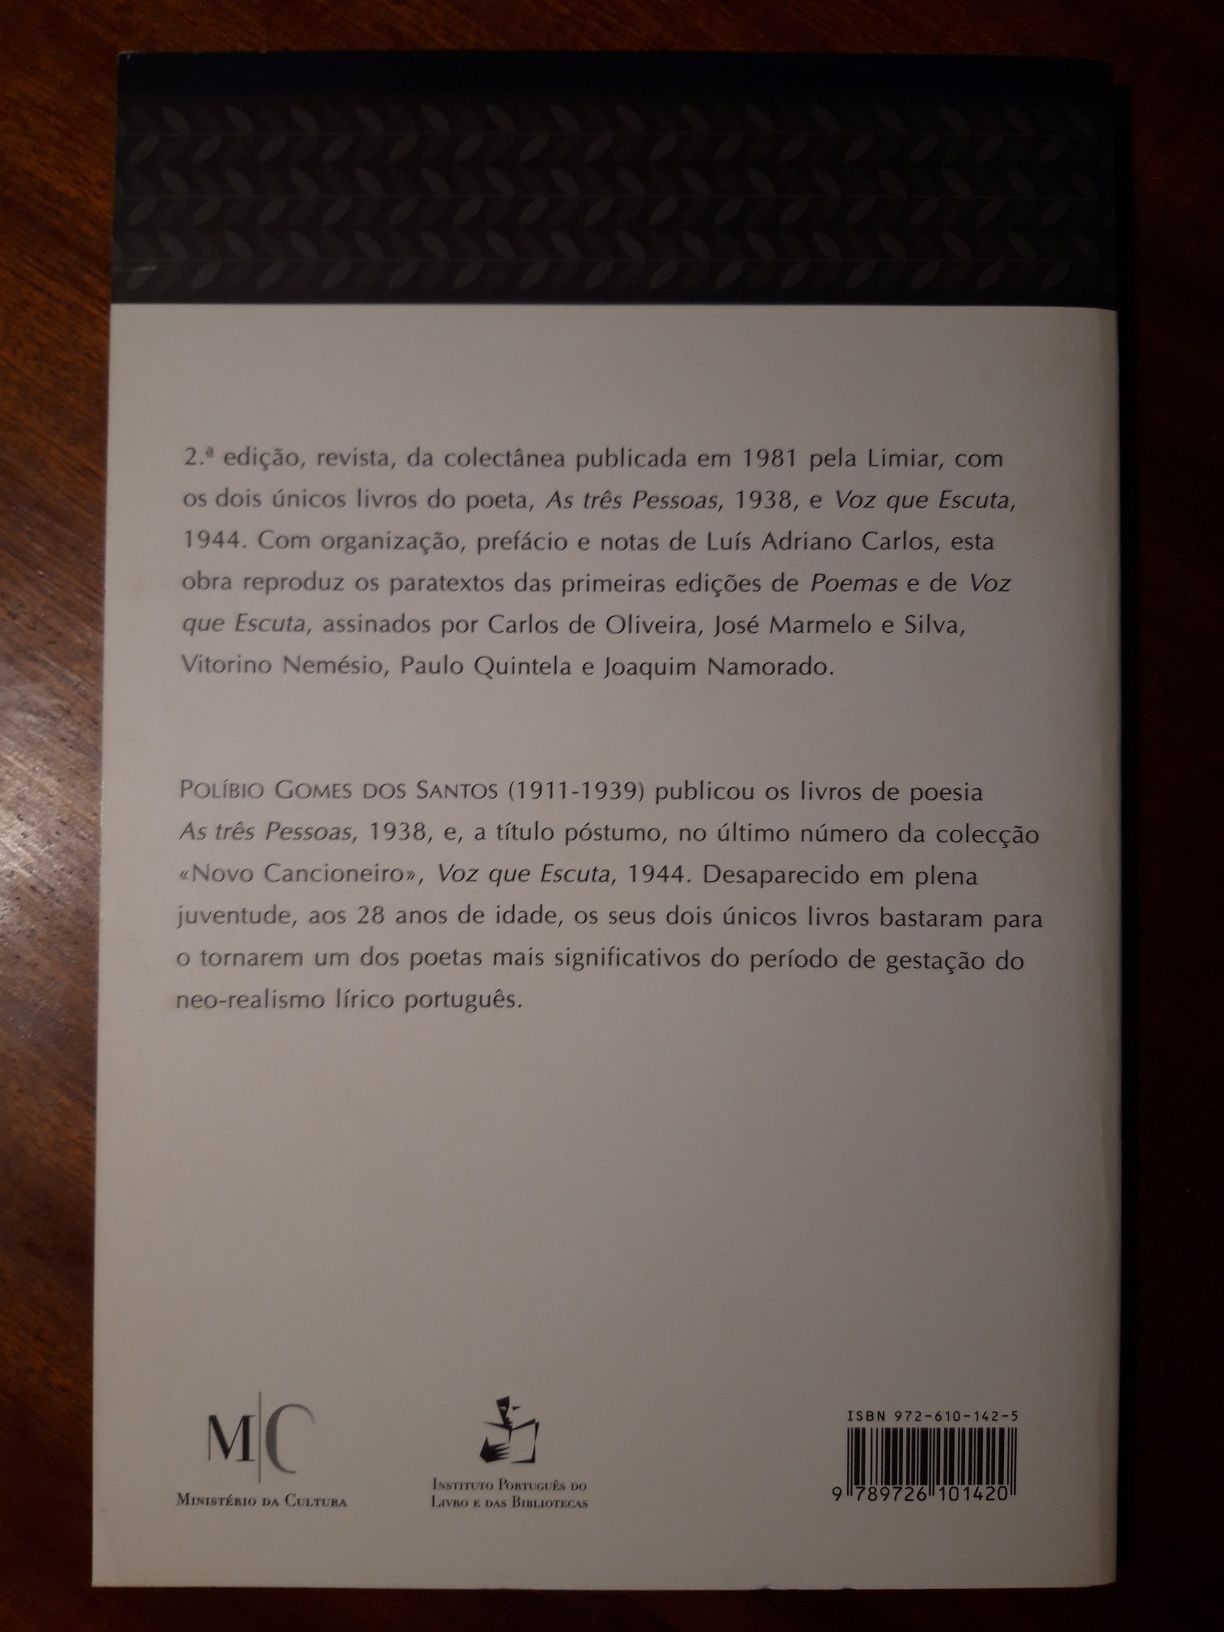 2.ª edição, revista, da colectânea publicada em 1981 pela Limiar, com
os dois únicos livros do poeta, As três Pessoas, 1938, e Voz que Escuta,
1944. Com organização, prefácio e notas de Luís Adriano Carlos, esta
obra reproduz os paratextos das primeiras edições de Poemas e de Voz
que Escuta, assinados por Carlos de Oliveira, José Marmelo e Silva,
Vitorino Nemésio, Paulo Quintela e Joaquim Namorado.
POLÍBIO GOMES DOS SANTOS (1911-1939) publicou os livros de poesia
As três Pessoas, 1938, e, a título póstumo, no último número da colecção
«Novo Cancioneiro», Voz que Escuta, 1944. Desaparecido em plena
juventude, aos 28 anos de idade, os seus dois únicos livros bastaram para
o tornarem um dos poetas mais significativos do período de gestação do
neo-realismo lírico português.
M|C
MINISTÉRIO DA CULTURA
INSTITUTO PORTUGUÊS DO
LIVRO E DAS BIBLIOTECAS
ISBN 972-610-142-5
9 789726 101420